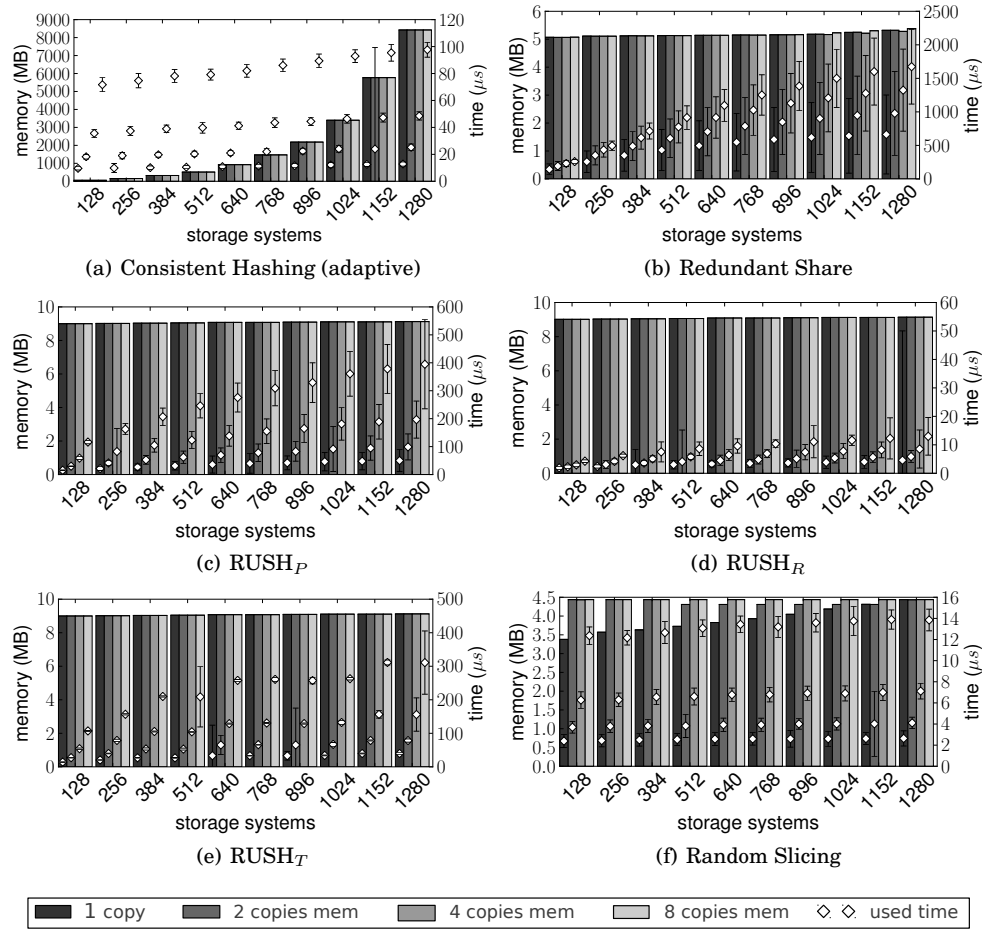 9000
8000
7000
6000
5000
4000
3000
2000
1000
0
memory (MB)
120
100
80
60
40
20
0
time (μs)
128 256 384 512 640 768 896 1024 1152 1280
storage systems
(a) Consistent Hashing (adaptive)
6
5
4
3
2
1
0
memory (MB)
2500
2000
1500
1000
500
0
time (μs)
128 256 384 512 640 768 896 1024 1152 1280
storage systems
(b) Redundant Share
10
8
6
4
2
0
memory (MB)
600
500
400
300
200
100
0
time (μs)
128 256 384 512 640 768 896 1024 1152 1280
storage systems
(c) RUSH_P
10
8
6
4
2
0
memory (MB)
60
50
40
30
20
10
0
time (μs)
128 256 384 512 640 768 896 1024 1152 1280
storage systems
(d) RUSH_R
10
8
6
4
2
0
memory (MB)
500
400
300
200
100
0
time (μs)
128 256 384 512 640 768 896 1024 1152 1280
storage systems
(e) RUSH_T
4.5
4.0
3.5
3.0
2.5
2.0
1.5
1.0
0.5
0.0
memory (MB)
16
14
12
10
8
6
4
2
0
time (μs)
128 256 384 512 640 768 896 1024 1152 1280
storage systems
(f) Random Slicing
1 copy 2 copies mem 4 copies mem 8 copies mem used time